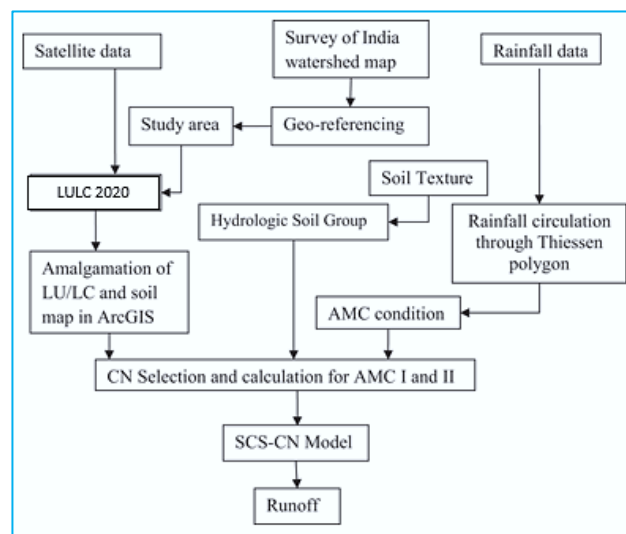 Satellite data
Survey of India
watershed map
Rainfall data
Study area
Geo-referencing
Soil Texture
LULC 2020
Hydrologic Soil Group
Rainfall circulation
through Thiessen
polygon
Amalgamation of
LU/LC and soil
map in ArcGIS
AMC condition
CN Selection and calculation for AMC I and II
SCS-CN Model
Runoff